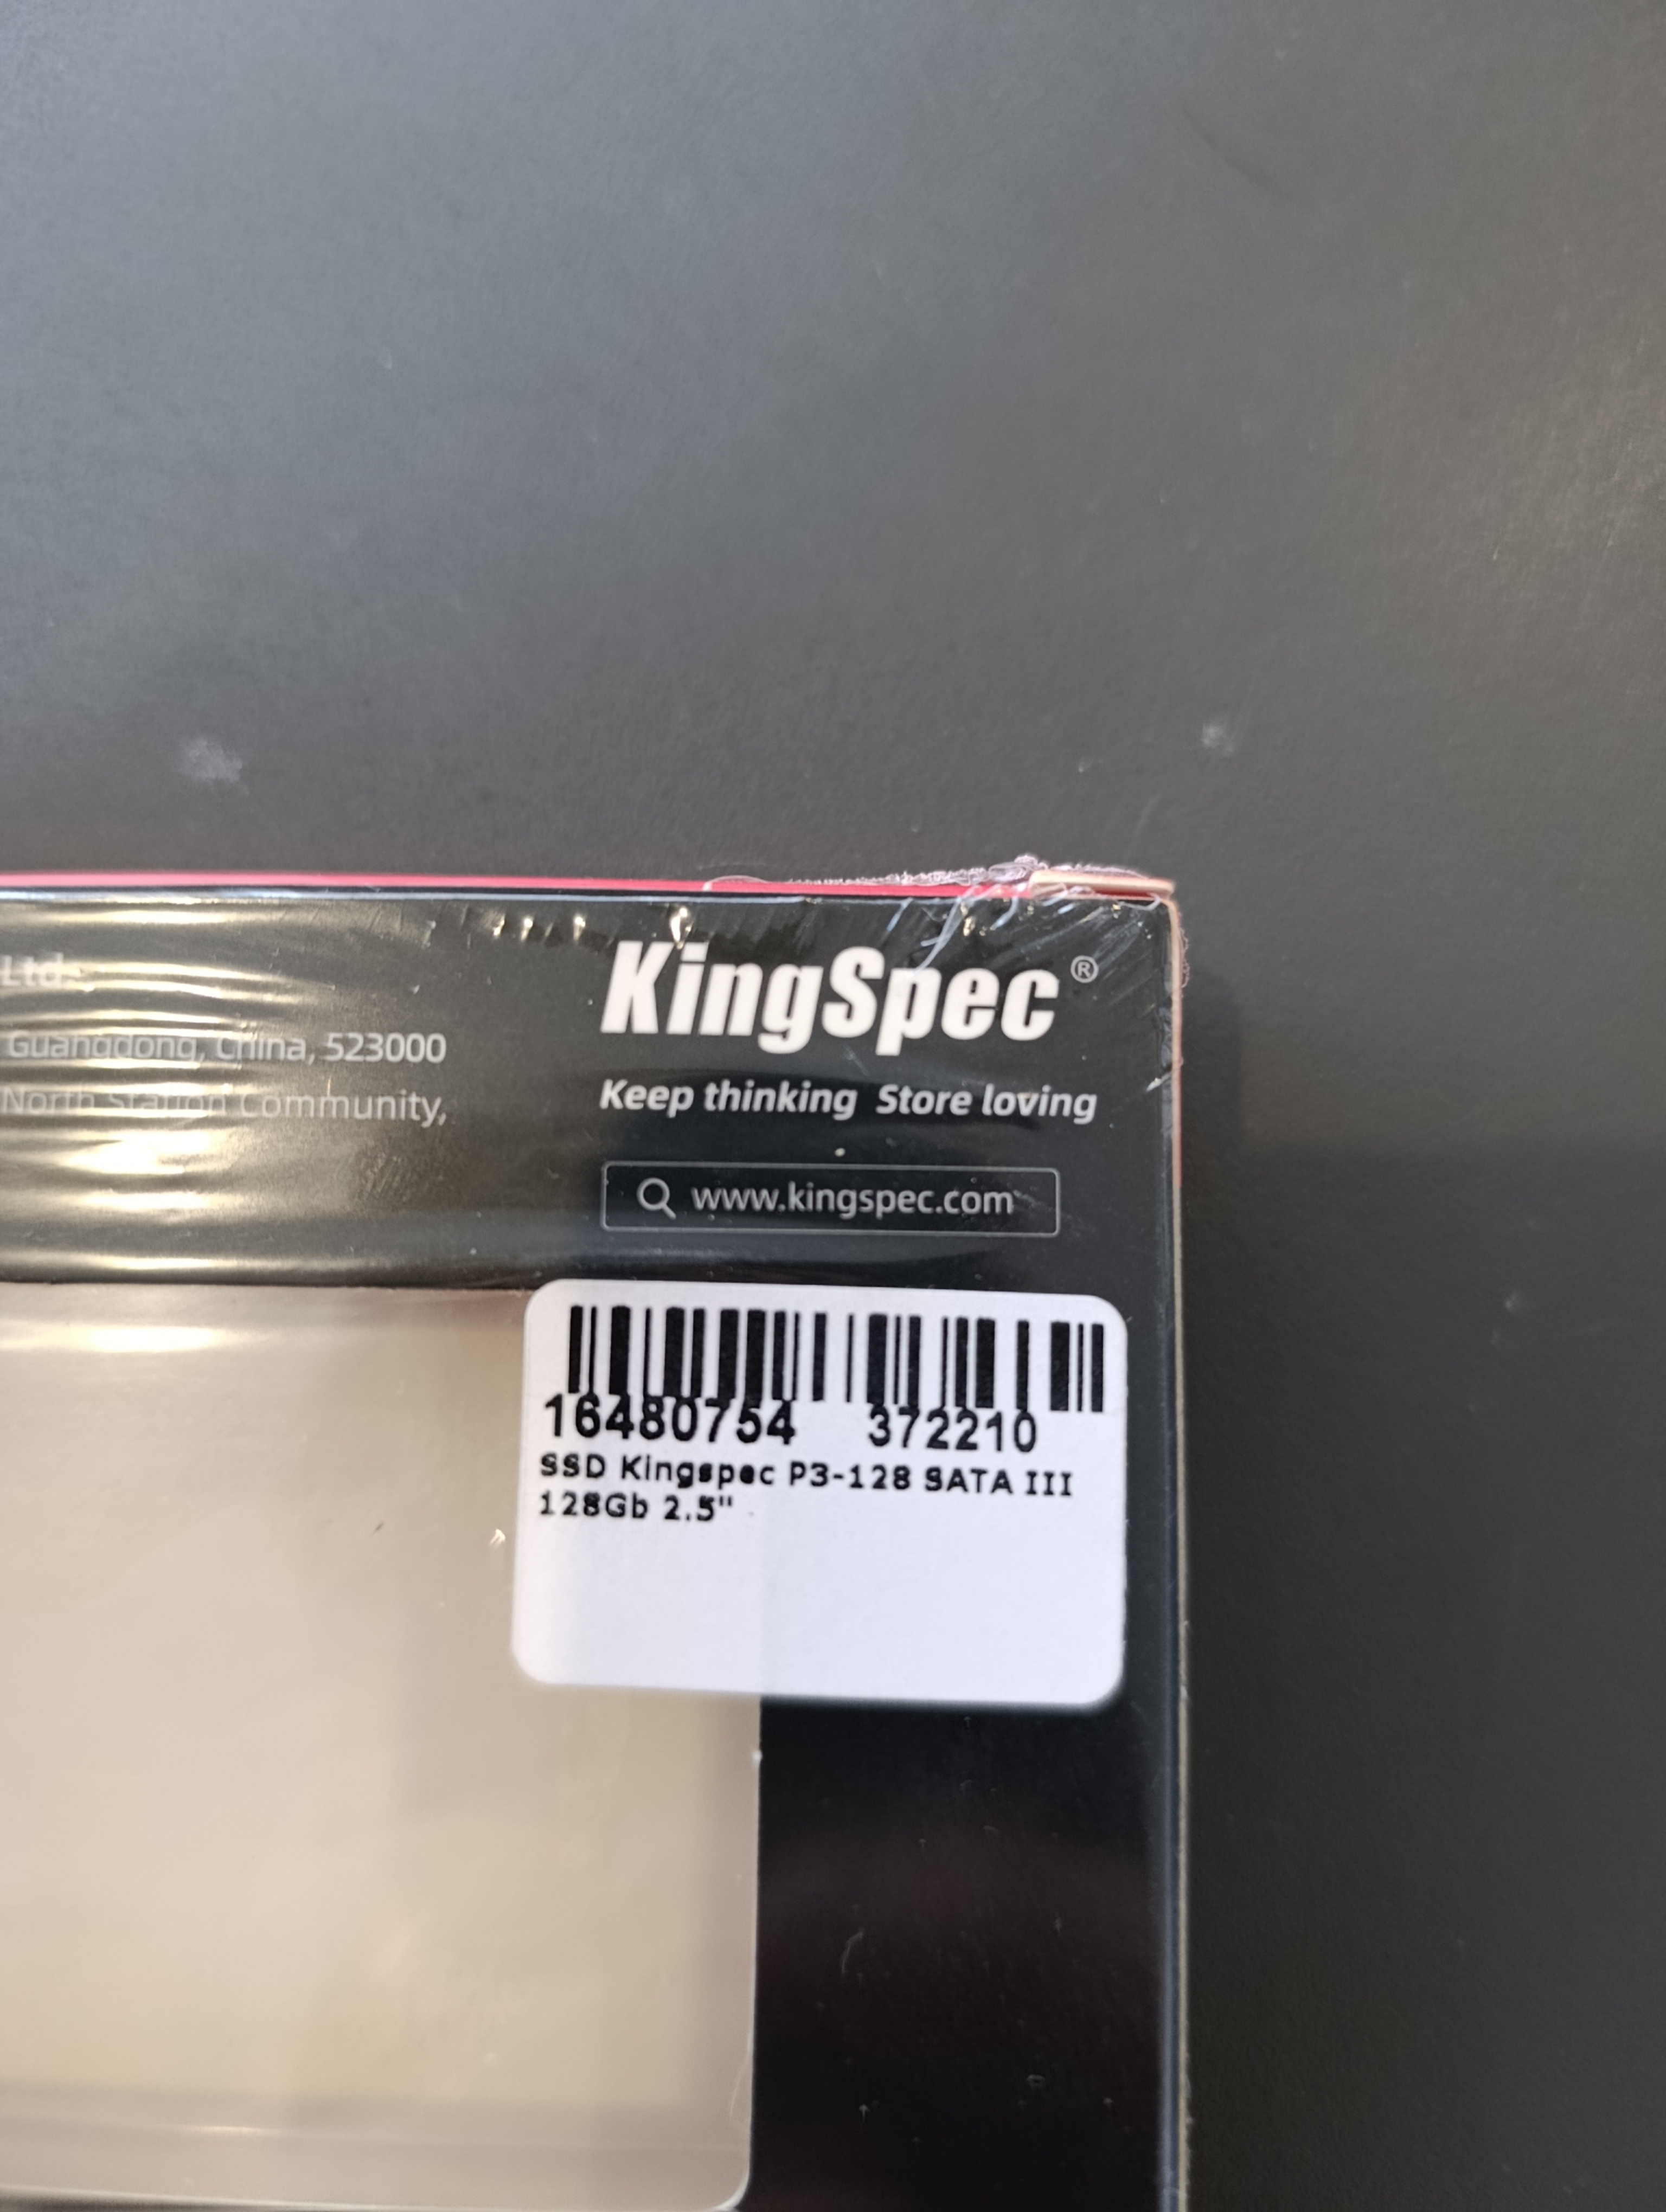 Ltd.
Guangdong, China, 523000
North Station Community,
KingSpec®
Keep thinking Store loving
www.kingspec.com
16480754 372210
SSD Kingspec P3-128 SATA III
128Gb 2.5"